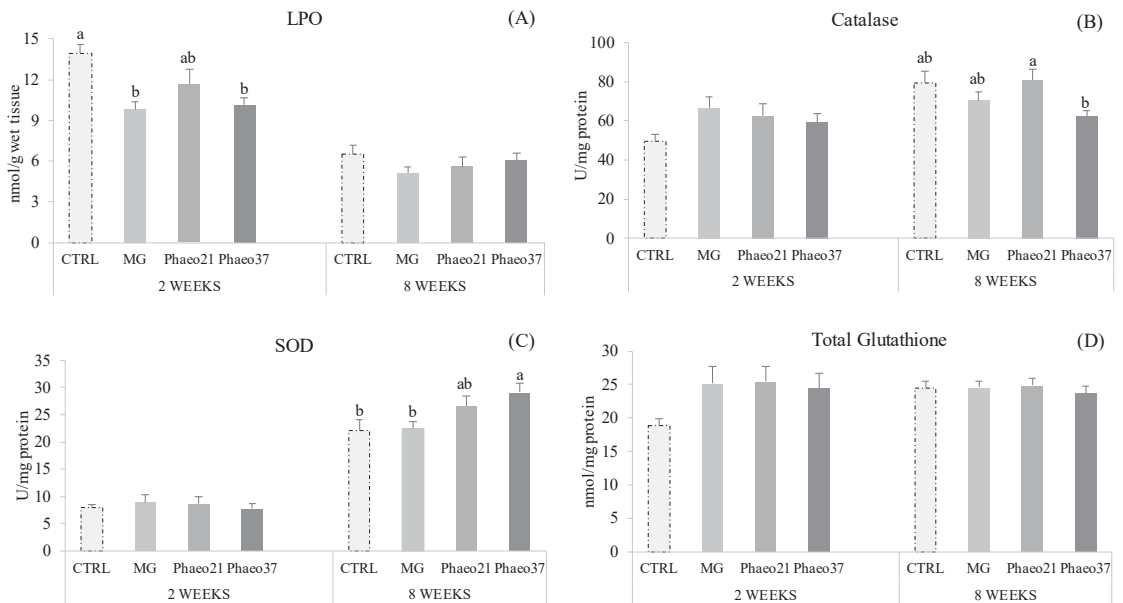 LPO
(A)
nmol/g wet tissue
15
12
9
6
3
0
a
b
ab
b
CTRL MG Phaeo21 Phaeo37 CTRL MG Phaeo21 Phaeo37
2 WEEKS 8 WEEKS
Catalase
(B)
U/mg protein
100
80
60
40
20
0
ab
ab
a
b
CTRL MG Phaeo21 Phaeo37 CTRL MG Phaeo21 Phaeo37
2 WEEKS 8 WEEKS
SOD
(C)
U/mg protein
35
30
25
20
15
10
5
0
b
b
ab
a
CTRL MG Phaeo21 Phaeo37 CTRL MG Phaeo21 Phaeo37
2 WEEKS 8 WEEKS
Total Glutathione
(D)
nmol/mg protein
30
25
20
15
10
5
0
CTRL MG Phaeo21 Phaeo37 CTRL MG Phaeo21 Phaeo37
2 WEEKS 8 WEEKS